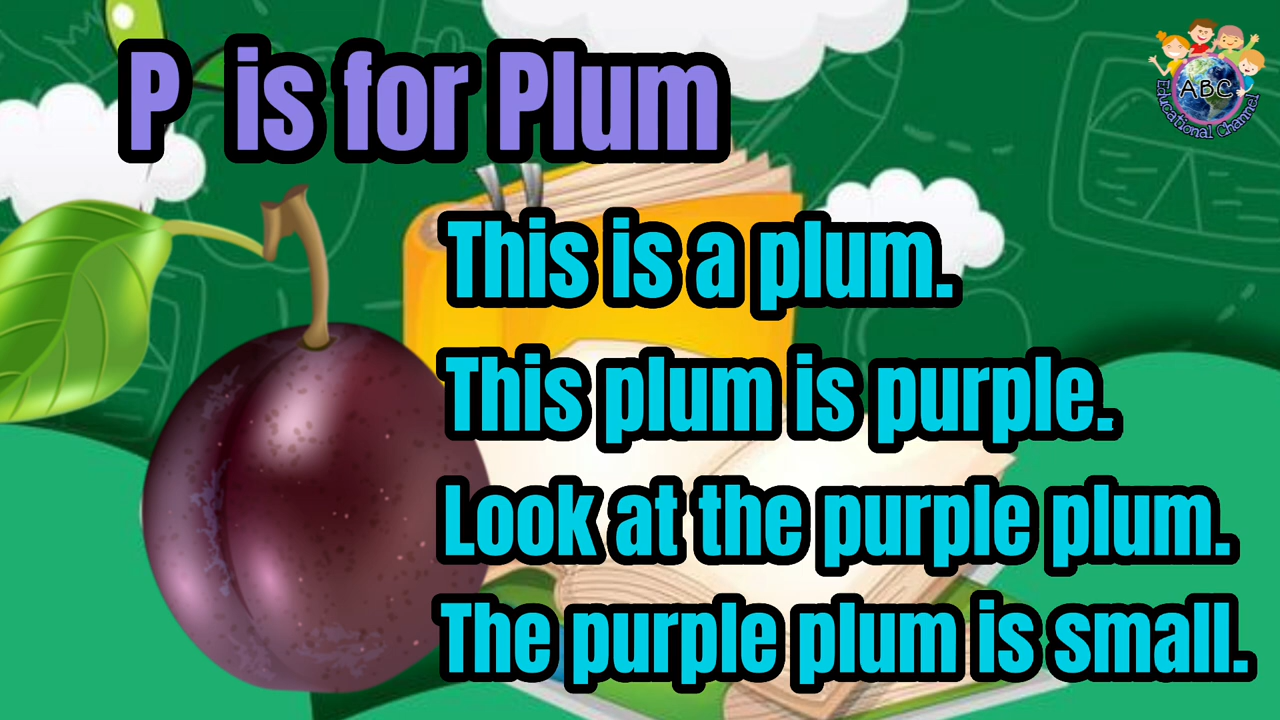 P is for Plum
ABC
Educational Channel
This is a plum.
This plum is purple.
Look at the purple plum.
The purple plum is small.